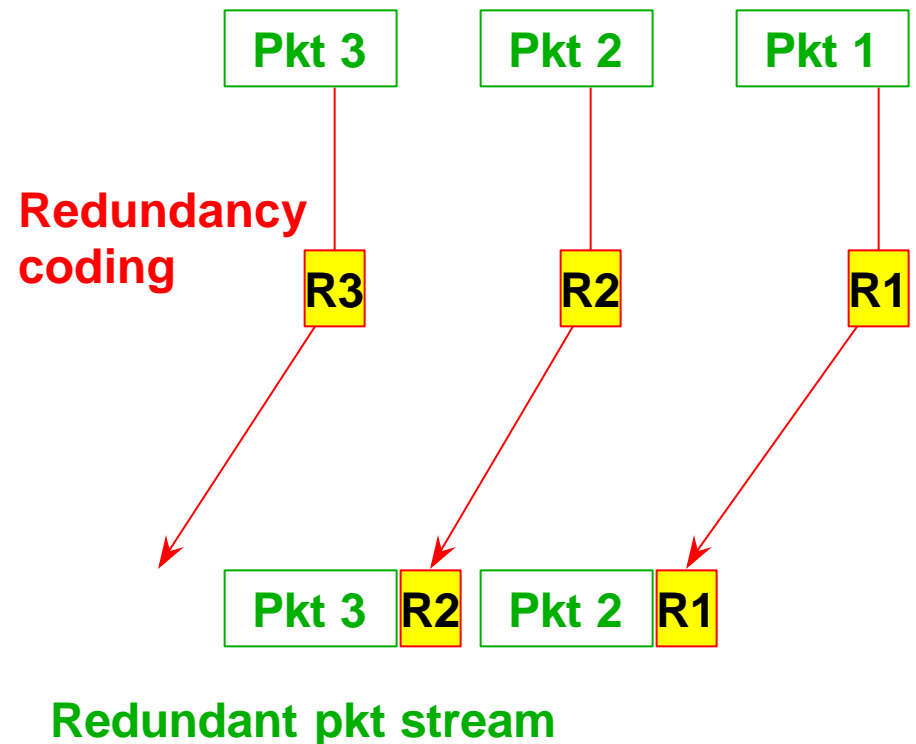 Pkt 3 Pkt 2 Pkt 1
Redundancy
coding
R3 R2 R1
Pkt 3 R2 Pkt 2 R1
Redundant pkt stream